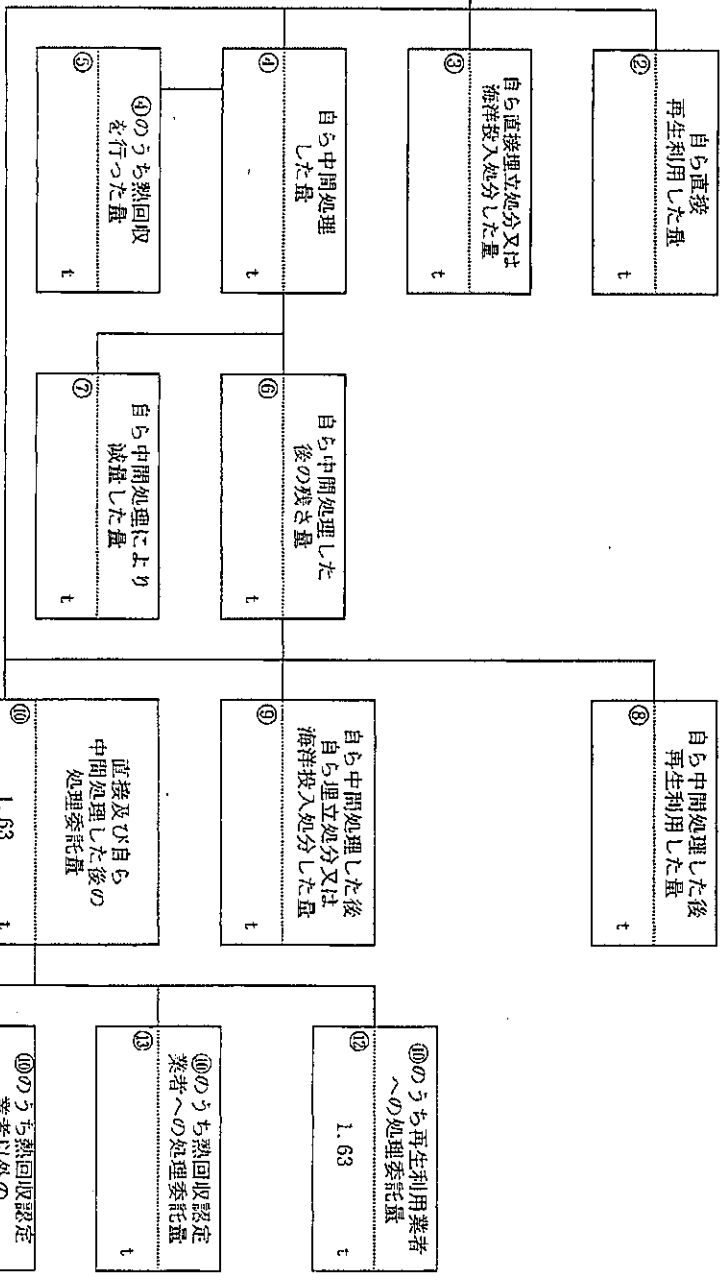 自ら直接
再生利用した量
②
t
自ら直接埋立処分又は
海洋投入処分した量
③
t
自ら中間処理
した量
④
t
④のうち熱回収
を行った量
⑤
t
自ら中間処理した
後の残さ量
⑥
t
自ら中間処理により
減量した量
⑦
t
自ら中間処理した後
再生利用した量
⑧
t
自ら中間処理した後
自ら埋立処分又は
海洋投入処分した量
⑨
t
直接及び自ら
中間処理した後の
処理委託量
⑩
1.63 t
⑩のうち再生利用業者
への処理委託量
⑫
1.63 t
⑩のうち熱回収認定
業者への処理委託量
⑬
t
⑩のうち熱回収認定
業者以外の